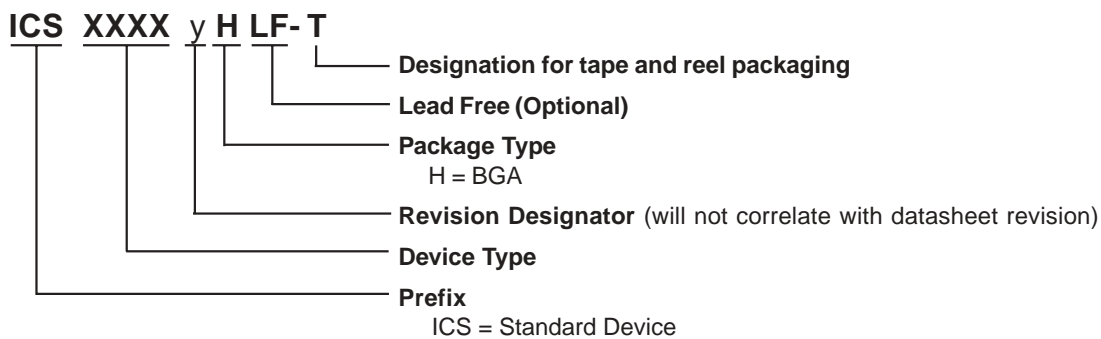 ICS XXXX y H LF- T
Designation for tape and reel packaging
Lead Free (Optional)
Package Type
H = BGA
Revision Designator (will not correlate with datasheet revision)
Device Type
Prefix
ICS = Standard Device